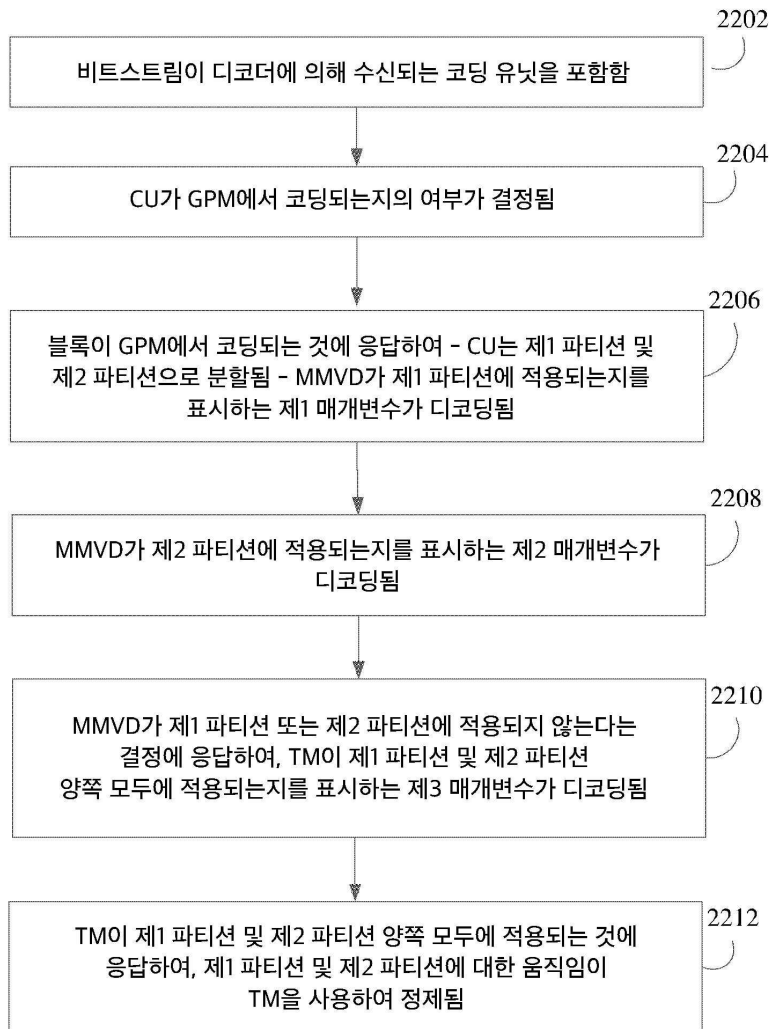 2202
비트스트림이 디코더에 의해 수신되는 코딩 유닛을 포함함
2204
CU가 GPM에서 코딩되는지의 여부가 결정됨
2206
블록이 GPM에서 코딩되는 것에 응답하여 - CU는 제1 파티션 및
제2 파티션으로 분할됨 - MMVD가 제1 파티션에 적용되는지를
표시하는 제1 매개변수가 디코딩됨
2208
MMVD가 제2 파티션에 적용되는지를 표시하는 제2 매개변수가
디코딩됨
2210
MMVD가 제1 파티션 또는 제2 파티션에 적용되지 않는다는
결정에 응답하여, TM이 제1 파티션 및 제2 파티션
양쪽 모두에 적용되는지를 표시하는 제3 매개변수가 디코딩됨
2212
TM이 제1 파티션 및 제2 파티션 양쪽 모두에 적용되는 것에
응답하여, 제1 파티션 및 제2 파티션에 대한 움직임이
TM을 사용하여 정제됨